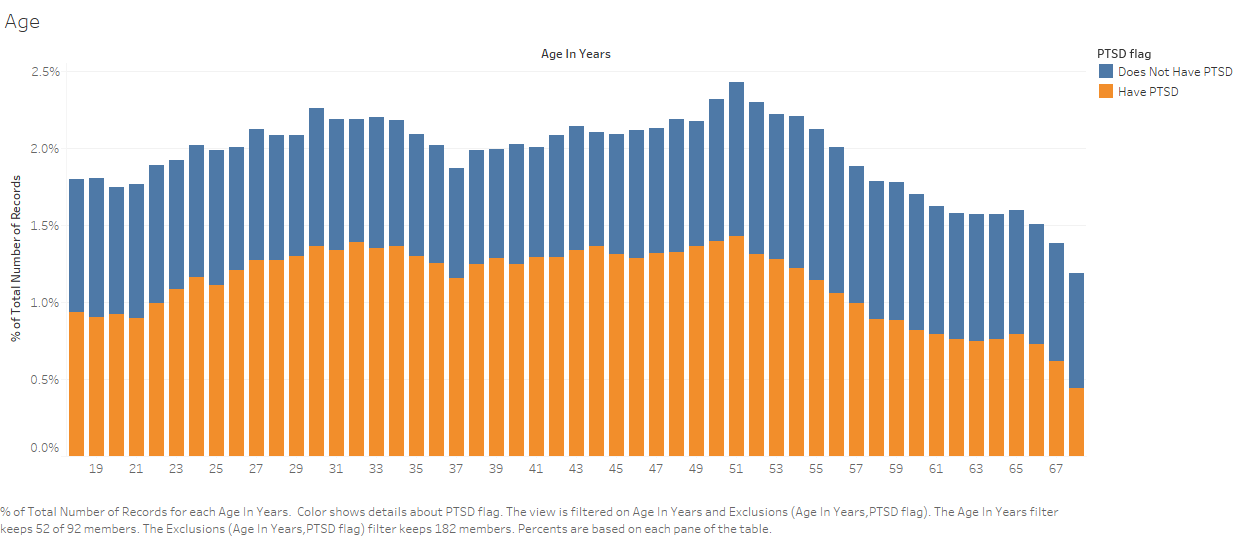 Age
Age In Years
PTSD flag
Does Not Have PTSD
Have PTSD
% of Total Number of Records
2.5%
2.0%
1.5%
1.0%
0.5%
0.0%
19 21 23 25 27 29 31 33 35 37 39 41 43 45 47 49 51 53 55 57 59 61 63 65 67
% of Total Number of Records for each Age In Years.  Color shows details about PTSD flag. The view is filtered on Age In Years and Exclusions (Age In Years,PTSD flag). The Age In Years filter
keeps 52 of 92 members. The Exclusions (Age In Years,PTSD flag) filter keeps 182 members. Percents are based on each pane of the table.